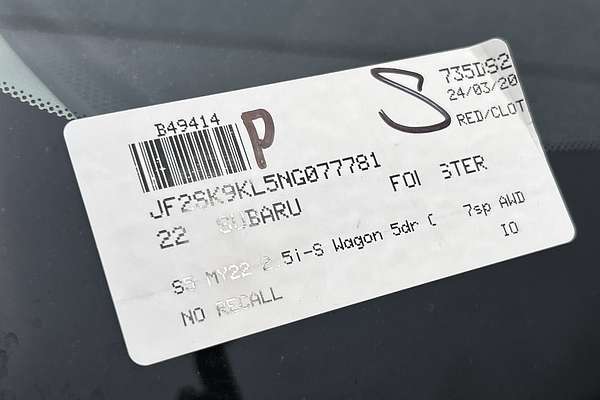 735DS2
24/03/20
RED/CLOT
S
B49414
P
JF2SK9KL5NG077781
22 SUBARU
S5 MY22 2.5i-S Wagon 5dr C 7sp AWD
NO RECALL
IO